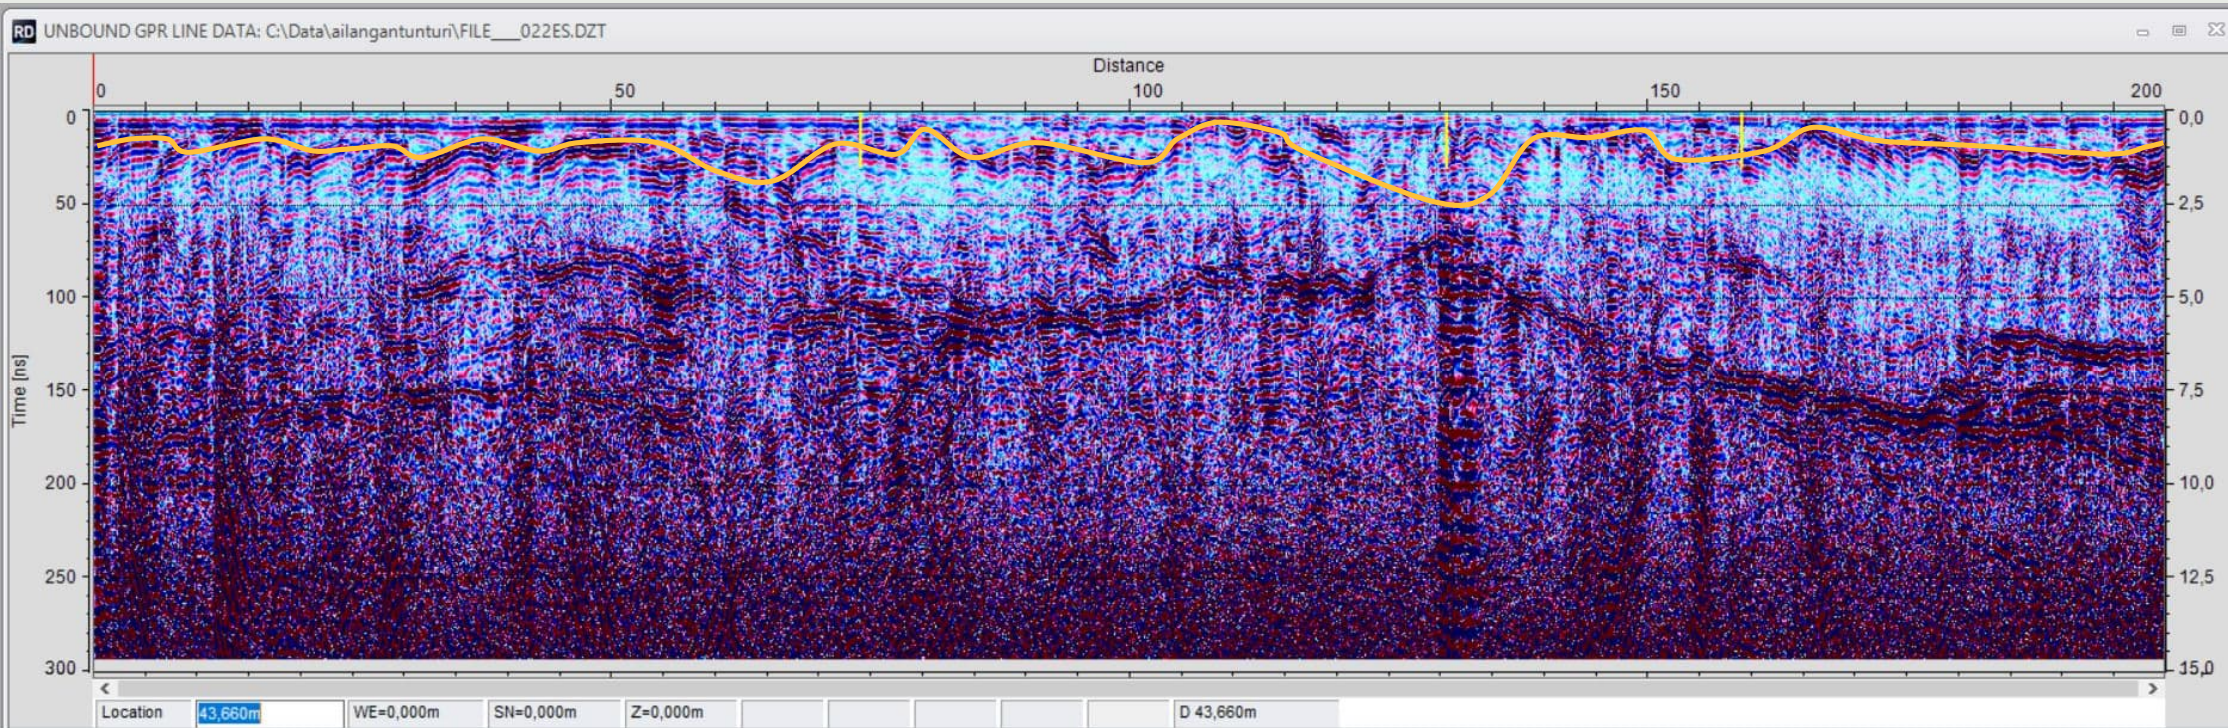 RD UNBOUND GPR LINE DATA: C:\Data\ailangantunturi\FILE___022ES.DZT
Distance
0 50 100 150 200
0 0,0
50 2,5
100 5,0
Time [ns]
150 7,5
200 10,0
250 12,5
300 15,0
Location 43,660m WE=0,000m SN=0,000m Z=0,000m D 43,660m